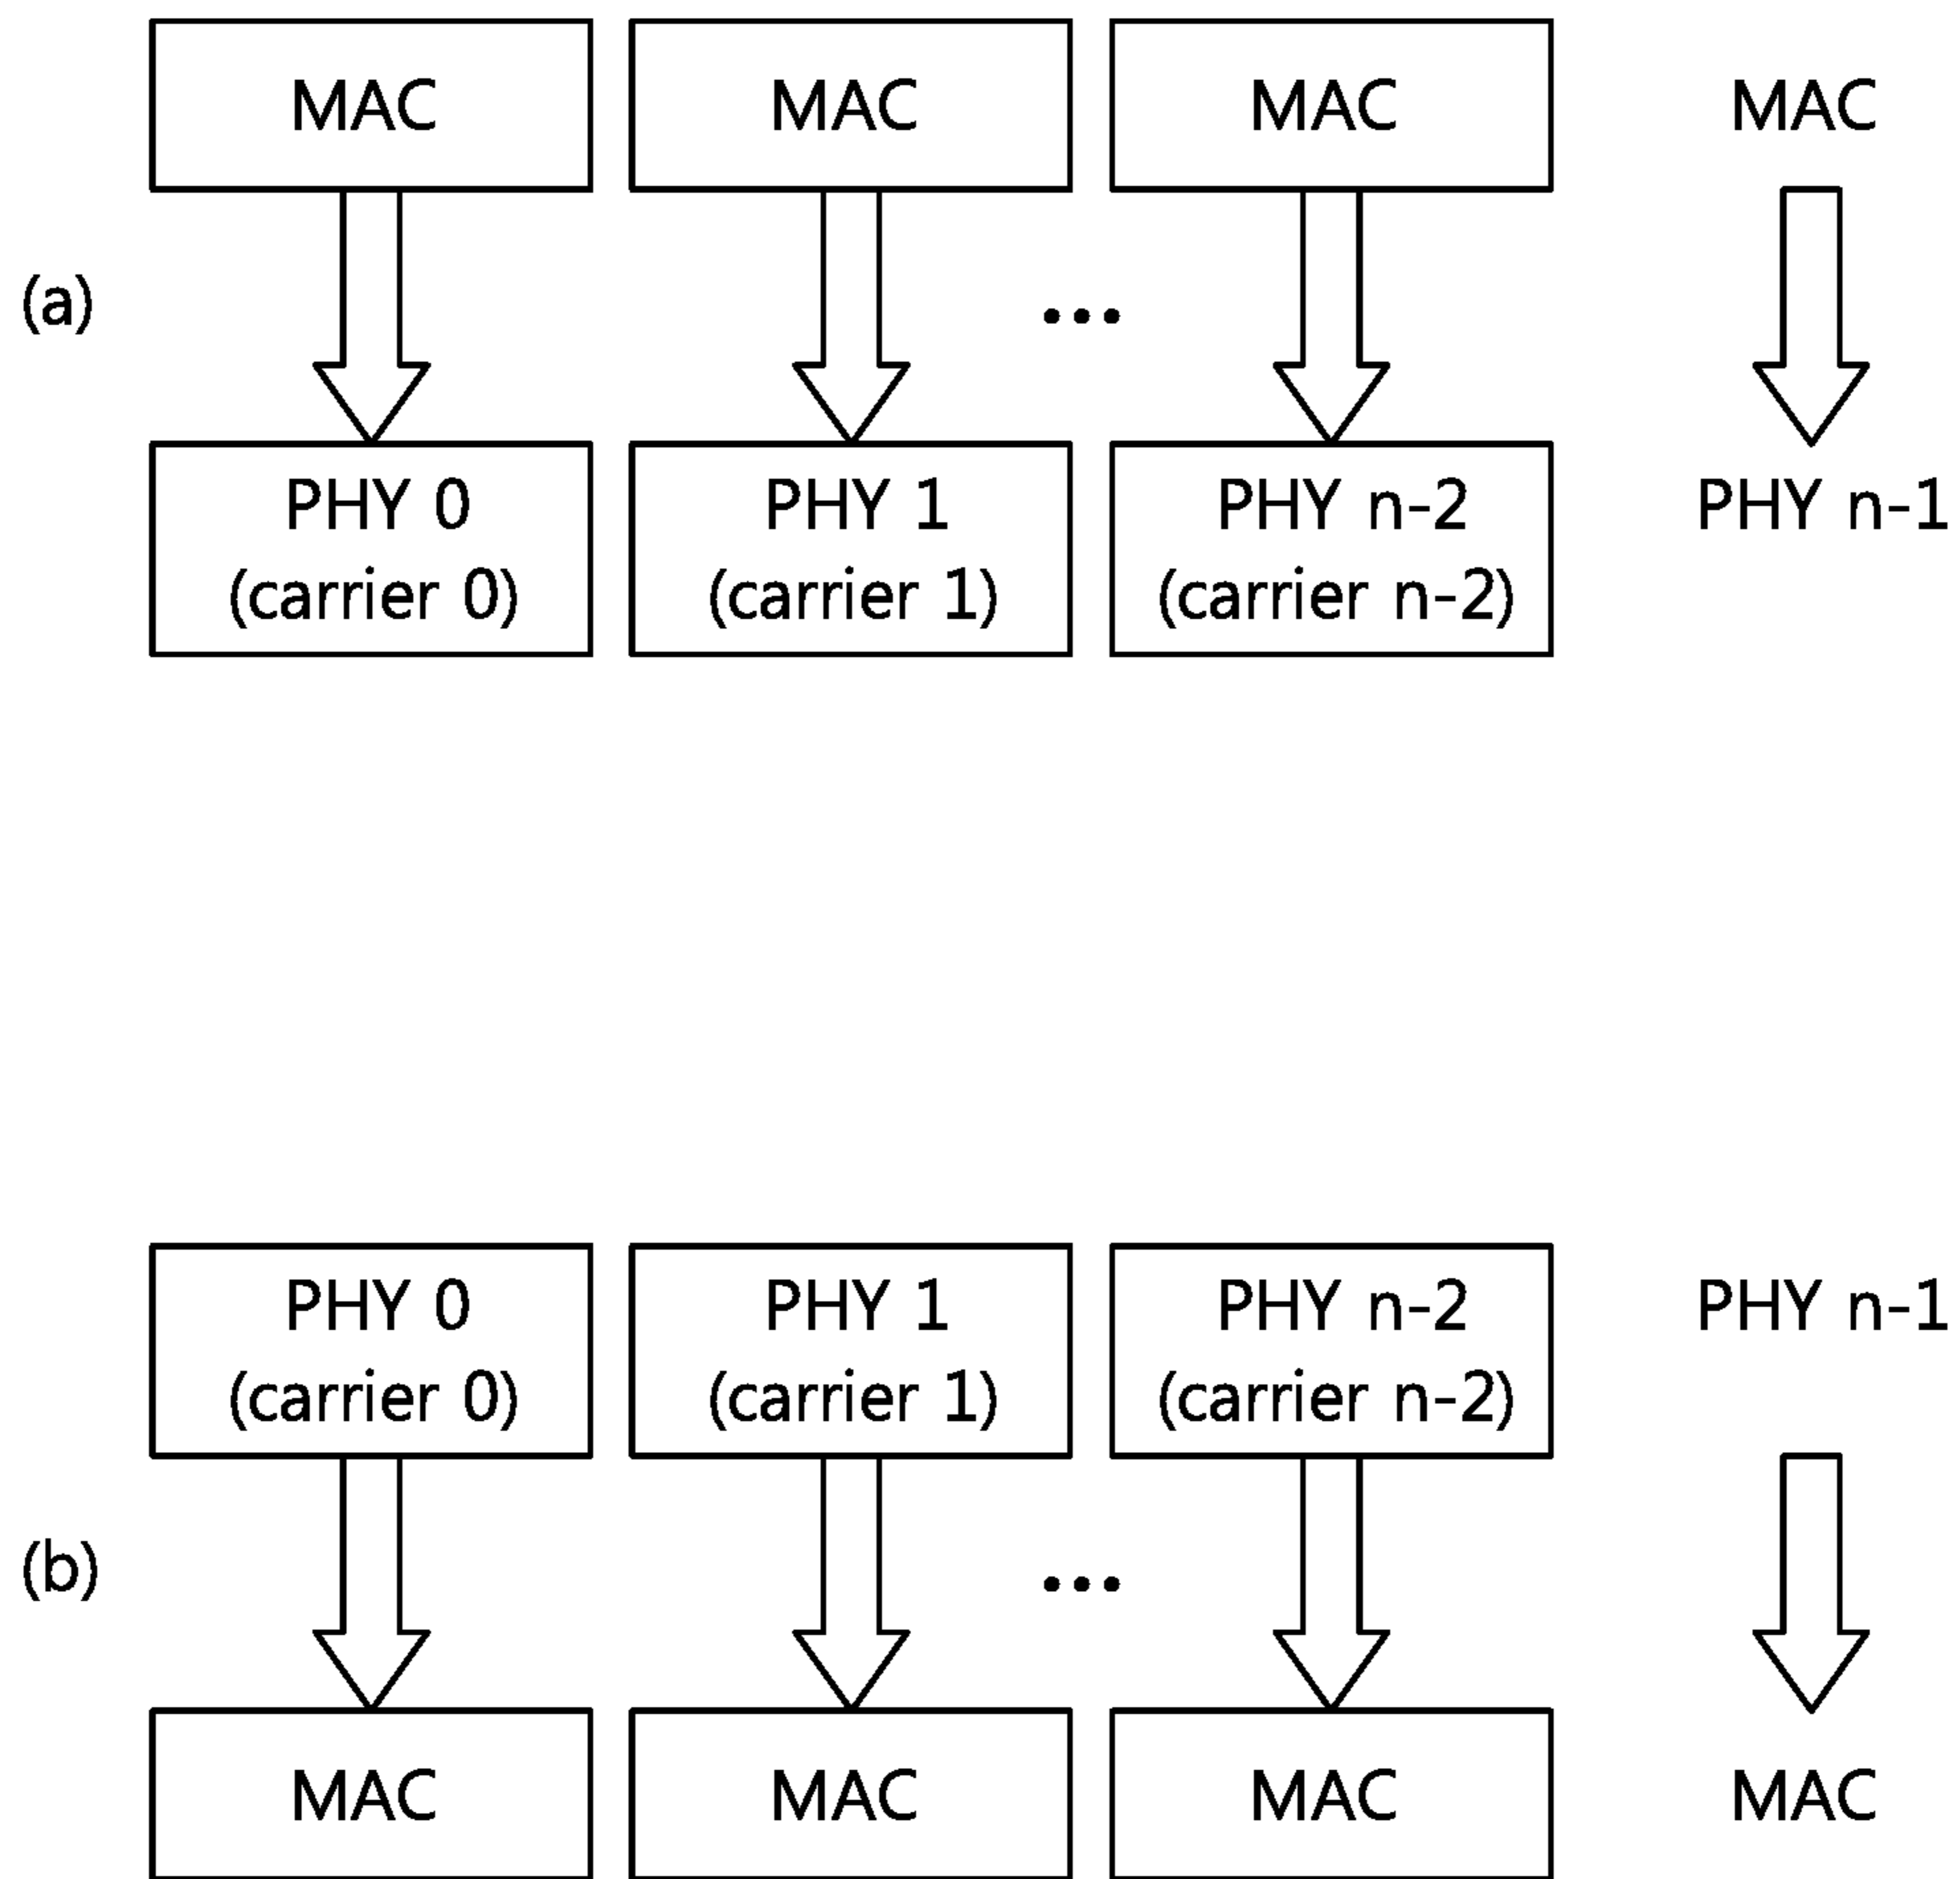 MAC MAC MAC MAC
(a)
...
PHY 0 PHY 1 PHY n-2 PHY n-1
(carrier 0) (carrier 1) (carrier n-2)
PHY 0 PHY 1 PHY n-2 PHY n-1
(carrier 0) (carrier 1) (carrier n-2)
(b)
...
MAC MAC MAC MAC